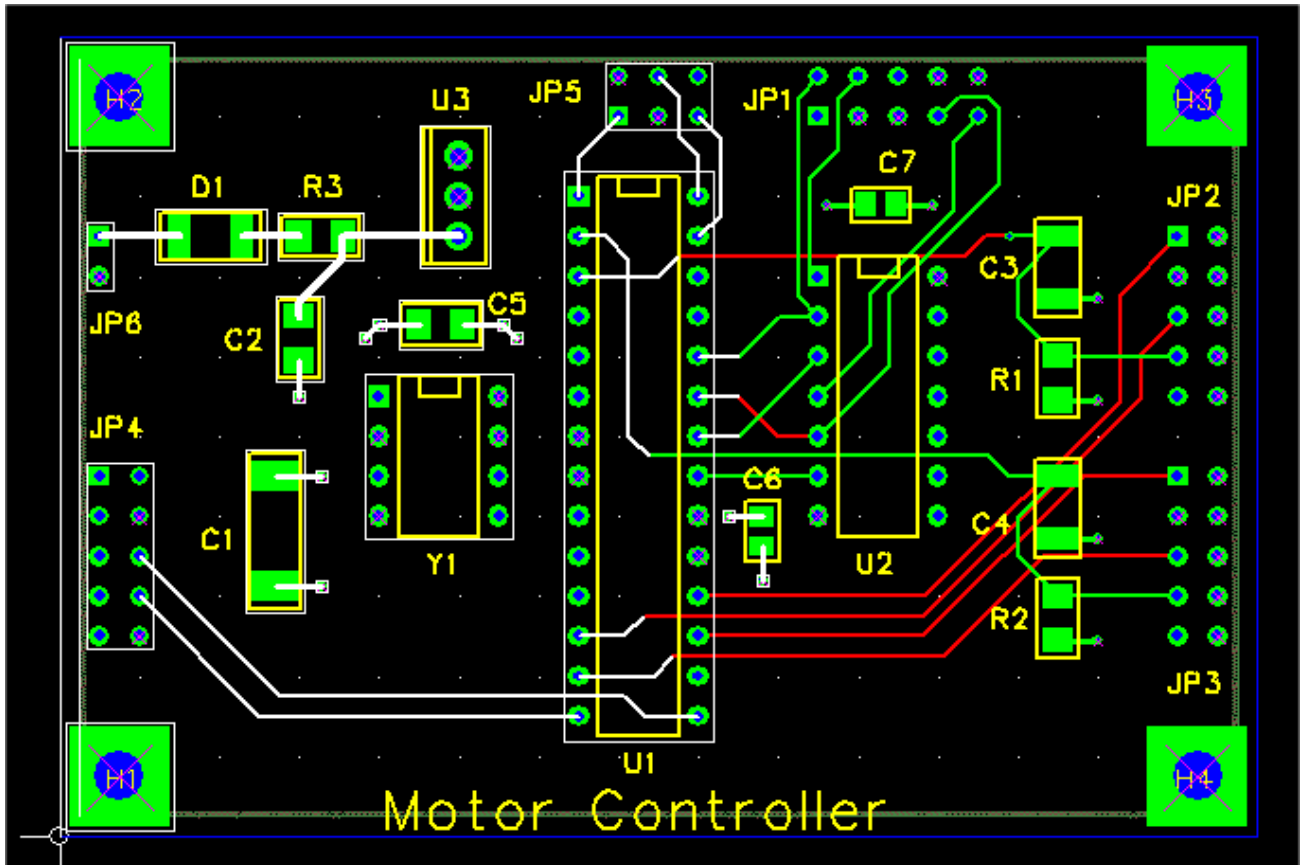 H2
U3
JP5
JP1
H3
D1
R3
C7
JP2
C3
JP6
C2
C5
R1
JP4
C6
C1
Y1
U2
C4
R2
JP3
U1
H1
H4
Motor Controller